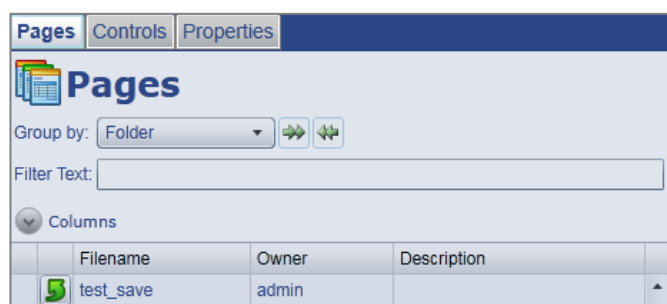 Pages Controls Properties
Pages
Group by: Folder
Filter Text:
Columns
Filename Owner Description
test_save admin